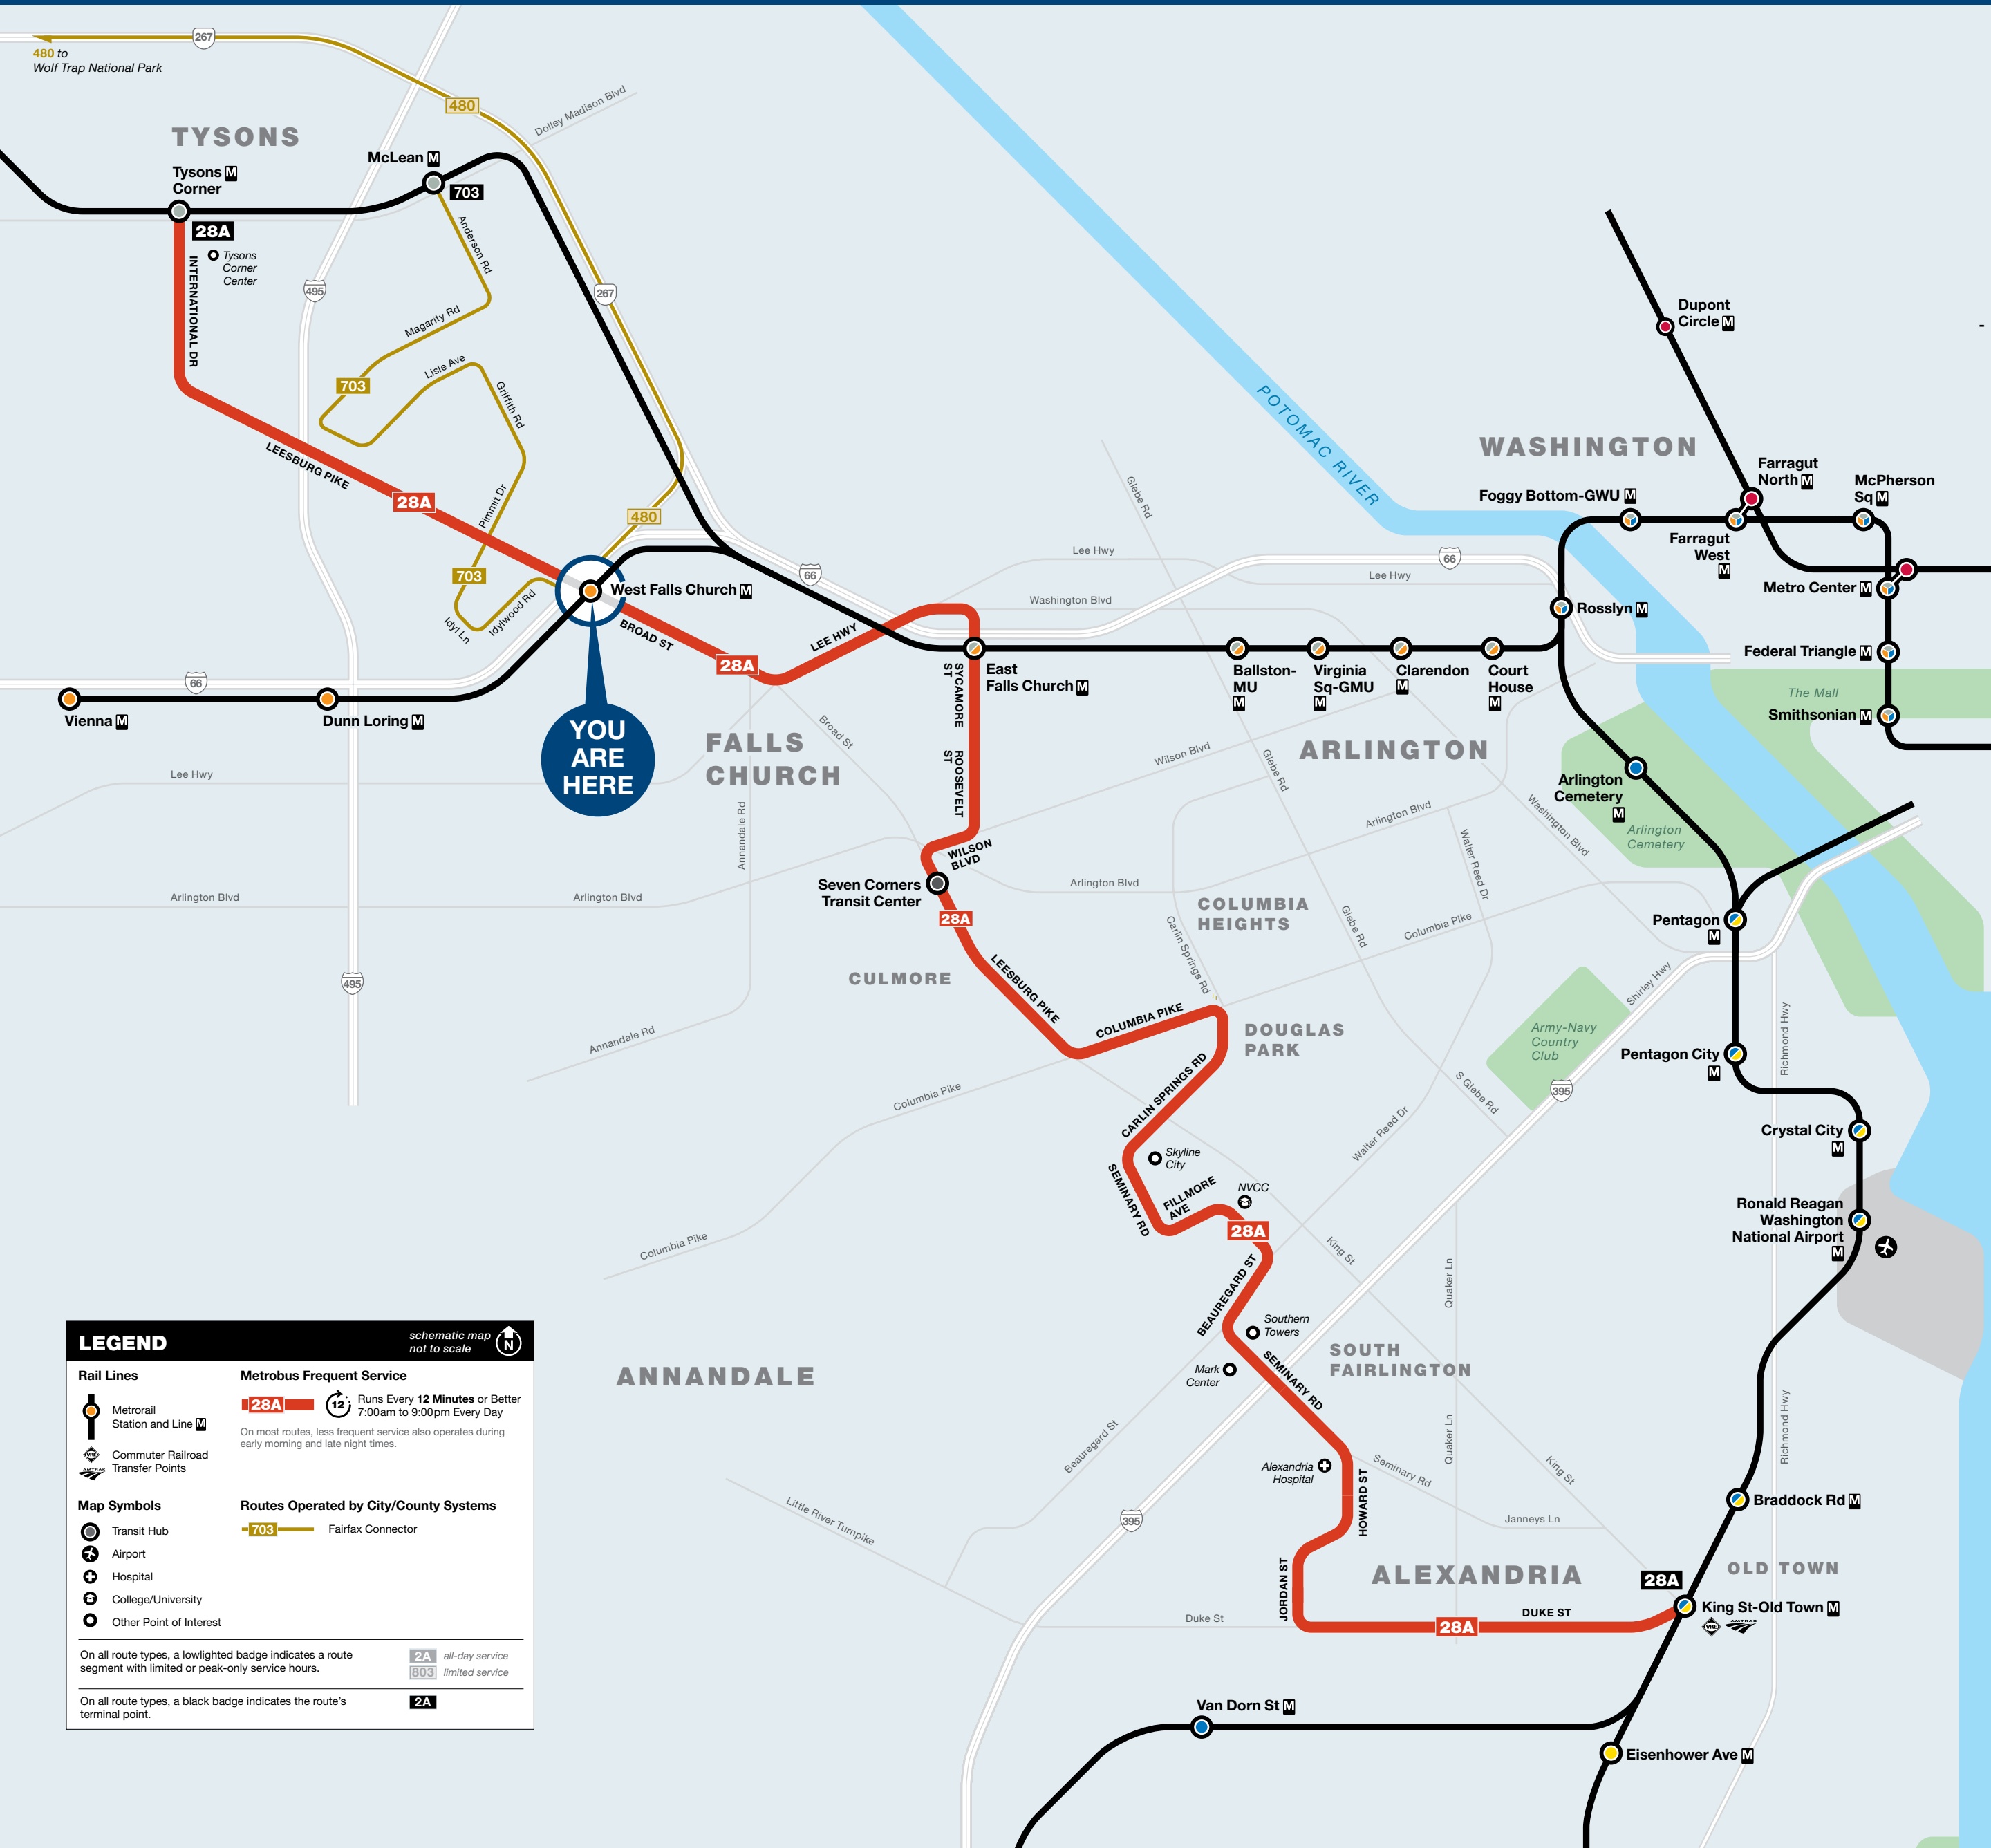 267
480 to
Wolf Trap National Park
480
Dolley Madison Blvd
TYSONS
McLean M
703
Tysons M
Corner
28A
Tysons
Corner
Center
INTERNATIONAL DR
Anderson Rd
495
267
Magarity Rd
Lisle Ave
703
Griffith Rd
LEESBURG PIKE
28A
Pimmit Dr
480
703
Idyl Ln
Idylwood Rd
West Falls Church M
BROAD ST
28A
LEE HWY
66
66
Vienna M
Dunn Loring M
YOU
ARE
HERE
FALLS
CHURCH
Broad St
Lee Hwy
Annandale Rd
Arlington Blvd
Arlington Blvd
495
Annandale Rd
POTOMAC RIVER
Glebe Rd
Lee Hwy
Lee Hwy
66
Washington Blvd
East
Falls Church M
SYCAMORE
ST
ROOSEVELT
ST
Ballston-
MU
M
Virginia
Sq-GMU
M
Clarendon
M
Court
House
M
Rosslyn M
WASHINGTON
Dupont
Circle M
-
Farragut
North M
McPherson
Sq M
Foggy Bottom-GWU M
Farragut
West
M
Metro Center M
Federal Triangle M
The Mall
Smithsonian M
ARLINGTON
Wilson Blvd
Glebe Rd
Arlington
Cemetery
M
Arlington
Cemetery
Washington Blvd
Arlington Blvd
Walter Reed Dr
WILSON
BLVD
Seven Corners
Transit Center
28A
Arlington Blvd
COLUMBIA
HEIGHTS
Glebe Rd
Columbia Pike
Carlin Springs Rd
Pentagon
M
CULMORE
LEESBURG PIKE
COLUMBIA PIKE
DOUGLAS
PARK
Shirley Hwy
Army-Navy
Country
Club
Pentagon City
M
Richmond Hwy
395
S Glebe Rd
Columbia Pike
CARLIN SPRINGS RD
Walter Reed Dr
Crystal City
M
Skyline
City
SEMINARY RD
FILLMORE
AVE
NVCC
28A
Ronald Reagan
Washington
National Airport
M
Columbia Pike
King St
Quaker Ln
BEAUREGARD ST
Southern
Towers
Mark
Center
SEMINARY RD
SOUTH
FAIRLINGTON
ANNANDALE
Beauregard St
Quaker Ln
Richmond Hwy
Alexandria
Hospital
HOWARD ST
Seminary Rd
King St
Braddock Rd M
Little River Turnpike
395
Janneys Ln
JORDAN ST
ALEXANDRIA
28A
OLD TOWN
King St-Old Town M
VRE
AMTRAK
Duke St
28A
DUKE ST
Van Dorn St M
Eisenhower Ave M
LEGEND
schematic map
not to scale
N
Rail Lines
Metrorail
Station and Line M
VRE
AMTRAK
Commuter Railroad
Transfer Points
Metrobus Frequent Service
28A
12
Runs Every 12 Minutes or Better
7:00am to 9:00pm Every Day
On most routes, less frequent service also operates during
early morning and late night times.
Map Symbols
Transit Hub
Airport
Hospital
College/University
Other Point of Interest
Routes Operated by City/County Systems
703
Fairfax Connector
On all route types, a lowlighted badge indicates a route
segment with limited or peak-only service hours.
2A all-day service
803 limited service
On all route types, a black badge indicates the route's
terminal point.
2A